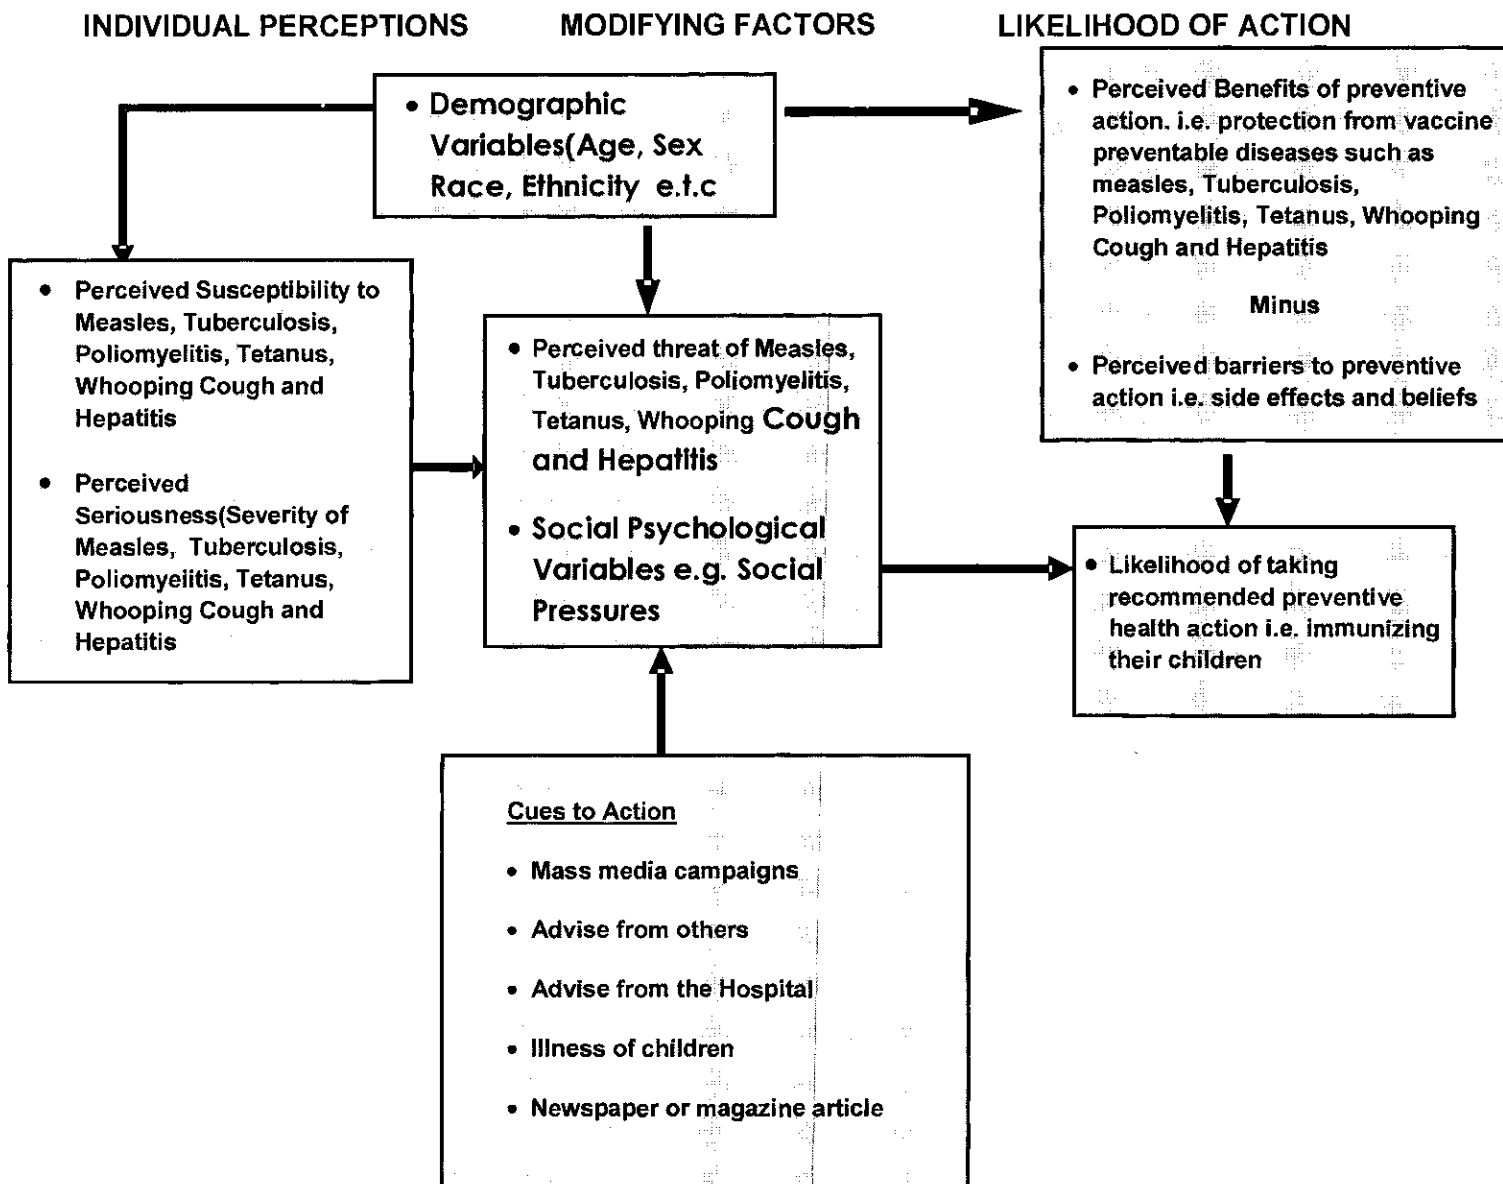 INDIVIDUAL PERCEPTIONS
MODIFYING FACTORS
LIKELIHOOD OF ACTION
• Demographic
Variables(Age, Sex
Race, Ethnicity e.t.c
• Perceived Benefits of preventive
action. i.e. protection from vaccine
preventable diseases such as
measles, Tuberculosis,
Poliomyelitis, Tetanus, Whooping
Cough and Hepatitis
Minus
• Perceived barriers to preventive
action i.e. side effects and beliefs
• Perceived Susceptibility to
Measles, Tuberculosis,
Poliomyelitis, Tetanus,
Whooping Cough and
Hepatitis
• Perceived
Seriousness(Severity of
Measles, Tuberculosis,
Poliomyelitis, Tetanus,
Whooping Cough and
Hepatitis
• Perceived threat of Measles,
Tuberculosis, Poliomyelitis,
Tetanus, Whooping Cough
and Hepatitis
• Social Psychological
Variables e.g. Social
Pressures
• Likelihood of taking
recommended preventive
health action i.e. immunizing
their children
Cues to Action
• Mass media campaigns
• Advise from others
• Advise from the Hospital
• Illness of children
• Newspaper or magazine article